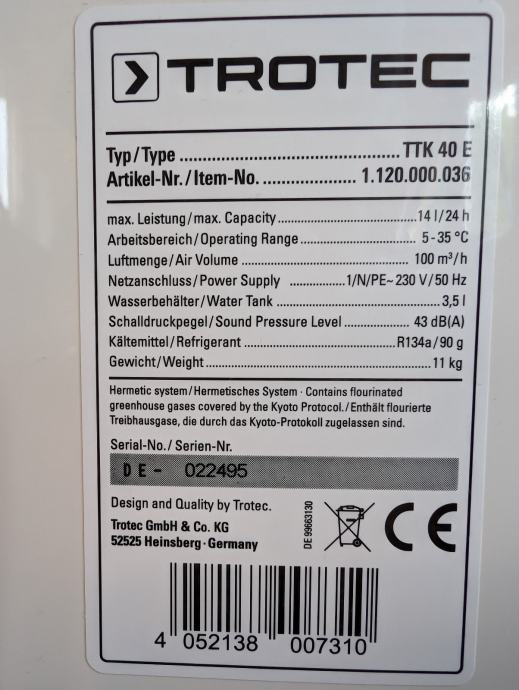 TROTEC
Typ/Type ........................................ TTK 40 E
Artikel-Nr./Item-No. ................. 1.120.000.036
max. Leistung/max. Capacity ........................ 14 l/24 h
Arbeitsbereich/Operating Range ................... 5-35 °C
Luftmenge/Air Volume ............................ 100 m³/h
Netzanschluss/Power Supply ............1/N/PE~ 230 V/50 Hz
Wasserbehälter/Water Tank ........................... 3,5 l
Schalldruckpegel/Sound Pressure Level ........... 43 dB(A)
Kältemittel/Refrigerant .......................... R134a/90 g
Gewicht/Weight ....................................... 11 kg
Hermetic system/Hermetisches System · Contains flourinated
greenhouse gases covered by the Kyoto Protocol./Enthält flourierte
Treibhausgase, die durch das Kyoto-Protokoll zugelassen sind.
Serial-No./Serien-Nr.
DE- 022495
Design and Quality by Trotec.
Trotec GmbH & Co. KG
52525 Heinsberg · Germany
DE 99663130
CE
4 052138 007310